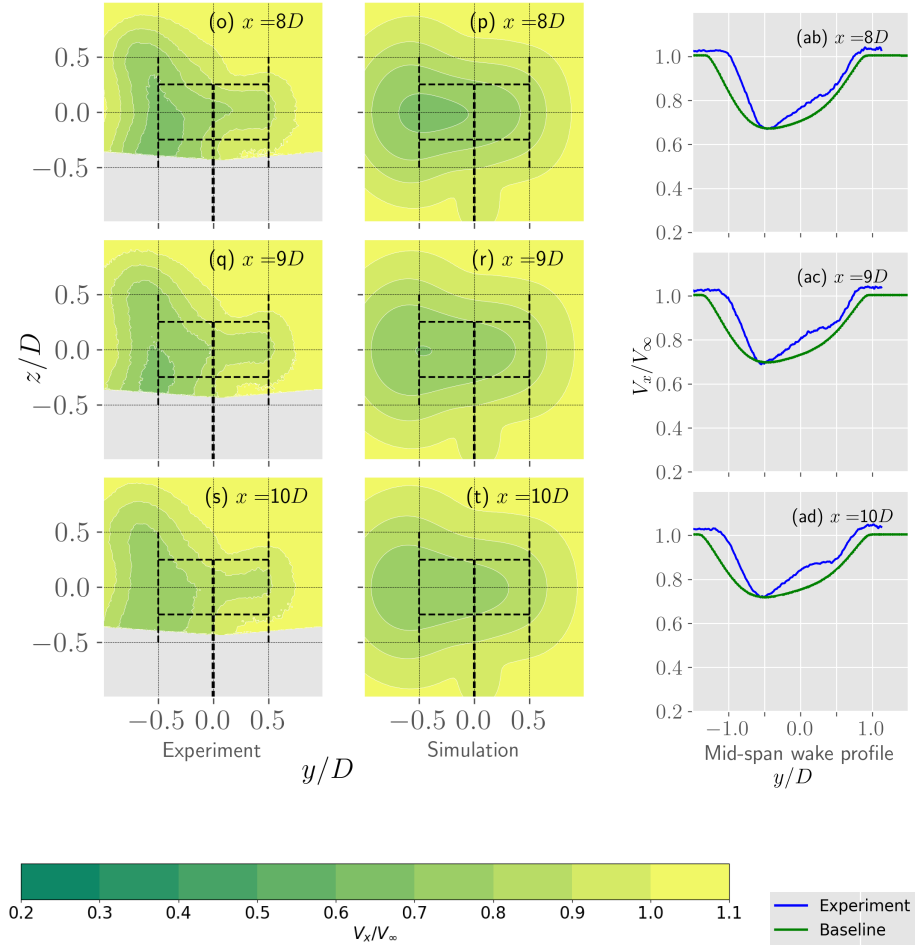 (o) x =8D
(p) x =8D
(ab) x =8D
0.5
0.0
−0.5
1.0
0.8
0.6
0.4
0.2
(q) x =9D
(r) x =9D
(ac) x =9D
0.5
0.0
−0.5
z/D
1.0
0.8
0.6
0.4
0.2
V_x/V_∞
(s) x =10D
(t) x =10D
(ad) x =10D
0.5
0.0
−0.5
1.0
0.8
0.6
0.4
0.2
−0.5 0.0 0.5
−0.5 0.0 0.5
−1.0 0.0 1.0
Experiment
Simulation
Mid-span wake profile
y/D
y/D
0.2 0.3 0.4 0.5 0.6 0.7 0.8 0.9 1.0 1.1
V_x/V_∞
Experiment
Baseline